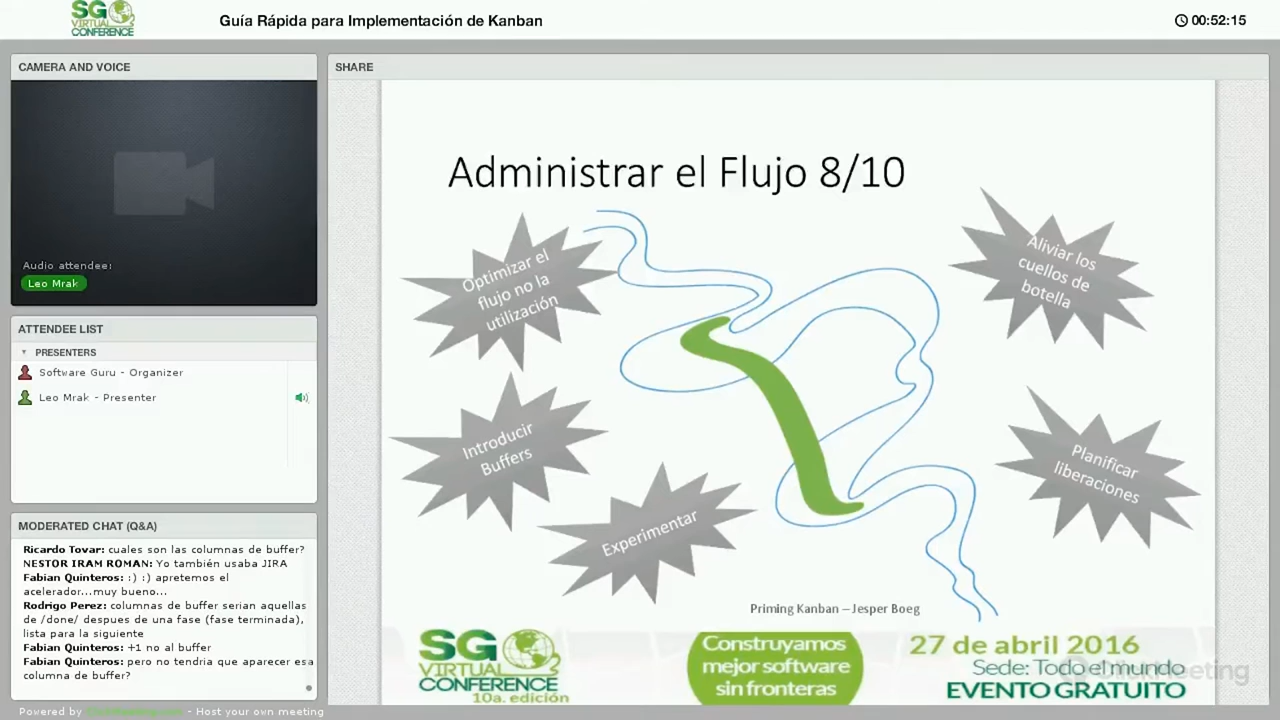 SG
VIRTUAL
CONFERENCE
Guía Rápida para Implementación de Kanban
00:52:15
CAMERA AND VOICE
Audio attendee:
Leo Mrak
ATTENDEE LIST
PRESENTERS
Software Guru - Organizer
Leo Mrak - Presenter
MODERATED CHAT (Q&A)
Ricardo Tovar: cuales son las columnas de buffer?
NESTOR IRAM ROMAN: Yo también usaba JIRA
Fabian Quinteros: :) :) apretemos el
acelerador...muy bueno...
Rodrigo Perez: columnas de buffer serian aquellas
de /done/ despues de una fase (fase terminada),
lista para la siguiente
Fabian Quinteros: +1 no al buffer
Fabian Quinteros: pero no tendria que aparecer esa
columna de buffer?
Powered by ClickMeeting.com - Host your own meeting
SHARE
Administrar el Flujo 8/10
Optimizar el
flujo no la
utilización
Aliviar los
cuellos de
botella
Introducir
Buffers
Experimentar
Planificar
liberaciones
Priming Kanban – Jesper Boeg
SG
VIRTUAL
CONFERENCE
10a. edición
Construyamos
mejor software
sin fronteras
27 de abril 2016
Sede: Todo el mundo
EVENTO GRATUITO
ClickMeeting